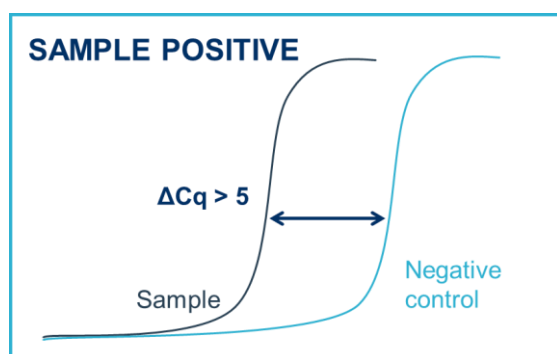 SAMPLE POSITIVE
ΔCq > 5
Sample
Negative
control